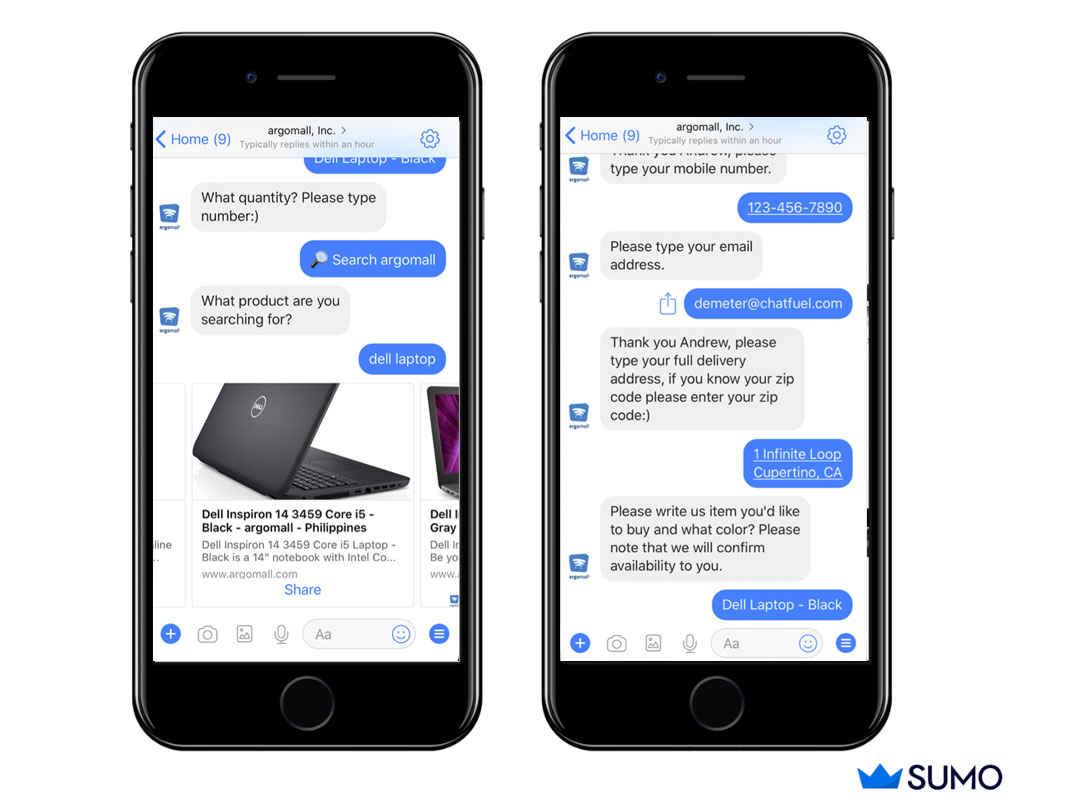 Home (9)
argomall, Inc.
Typically replies within an hour
Dell Laptop - Black
What quantity? Please type
number:)
argomall
Search argomall
What product are you
searching for?
argomall
dell laptop
DELL
Dell Inspiron 14 3459 Core i5 -
Black - argomall - Philippines
Dell Inspiron 14 3459 Core i5 Laptop -
Black is a 14" notebook with Intel Co...
www.argomall.com
Share
Dell I
Gray
Dell Ir
Be yo
www.
line
..
Aa
Home (9)
argomall, Inc.
Typically replies within an hour
Thank you Andrew, please
type your mobile number.
argomall
123-456-7890
Please type your email
address.
argomall
demeter@chatfuel.com
Thank you Andrew, please
type your full delivery
address, if you know your zip
code please enter your zip
code:)
argomall
1 Infinite Loop
Cupertino, CA
Please write us item you'd like
to buy and what color? Please
note that we will confirm
availability to you.
argomall
Dell Laptop - Black
Aa
SUMO